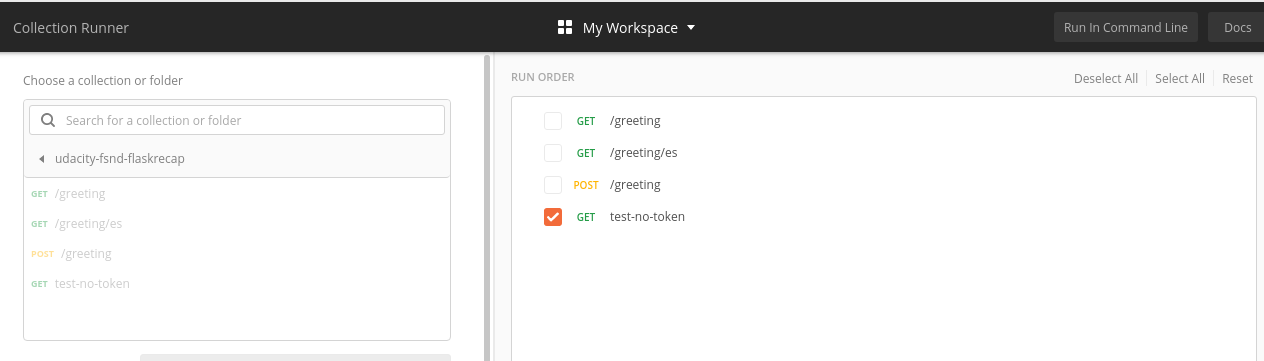 Collection Runner
My Workspace
Run In Command Line
Docs
Choose a collection or folder
Search for a collection or folder
udacity-fsnd-flaskrecap
GET /greeting
GET /greeting/es
POST /greeting
GET test-no-token
RUN ORDER
Deselect All
Select All
Reset
GET /greeting
GET /greeting/es
POST /greeting
GET test-no-token